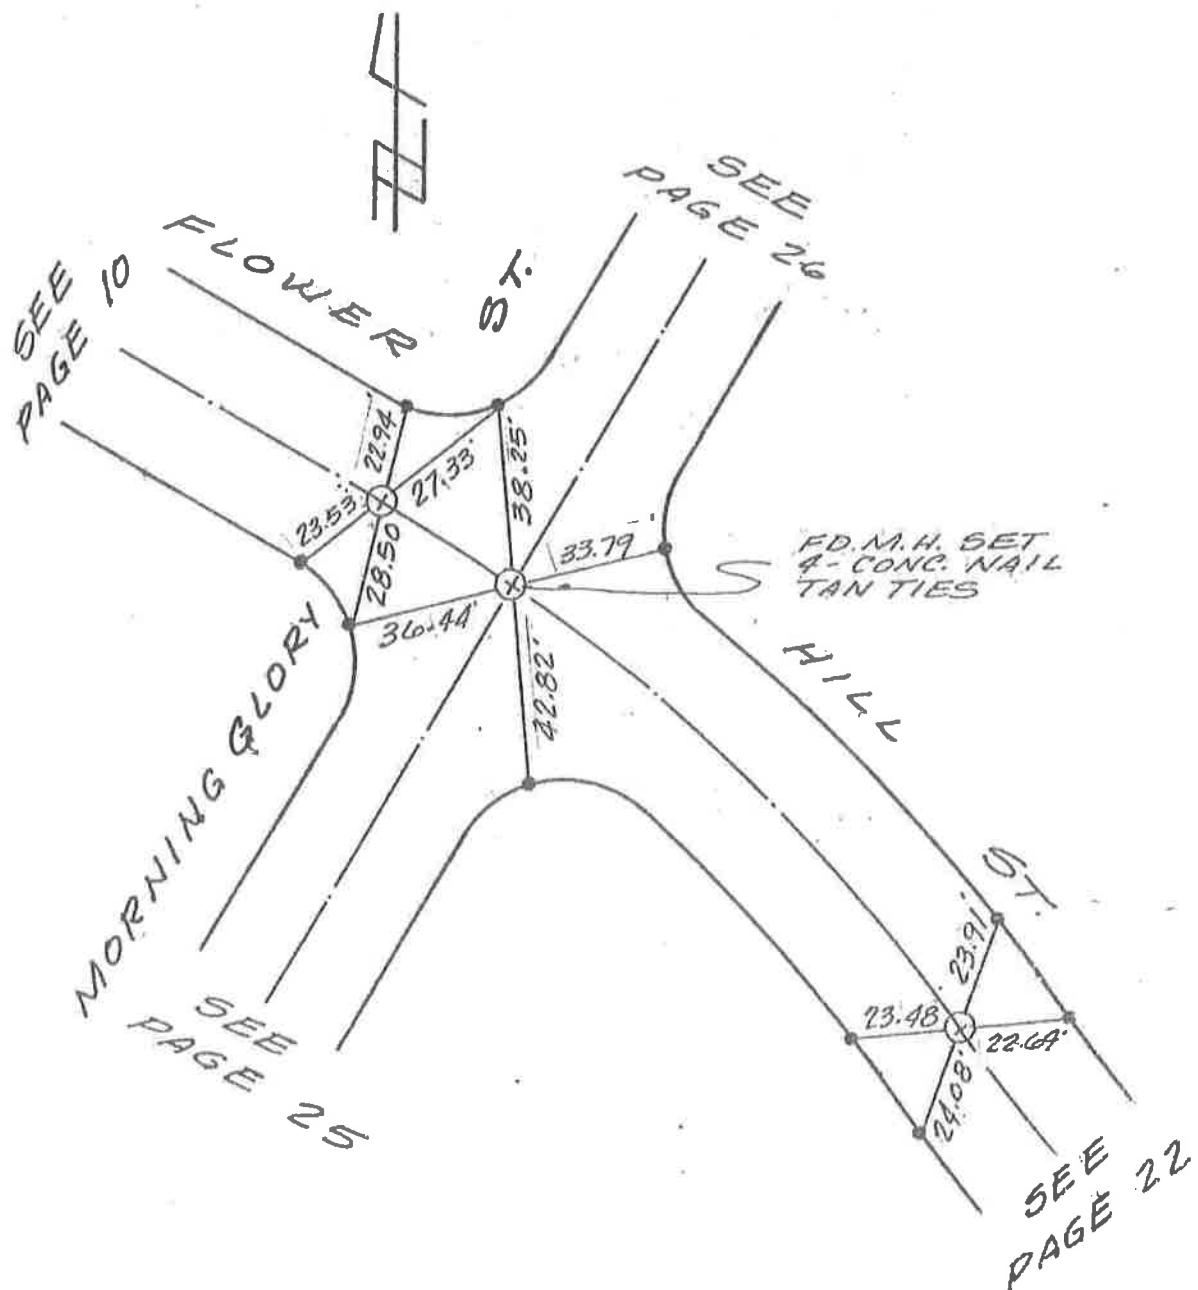 SEE
PAGE 26
FLOWER
ST.
SEE
PAGE 10
22.94
27.33'
38.25'
23.53
28.50
33.79
FD. M.H. SET
4-CONC. NAIL
TAN TIES
36.44'
42.82'
HILL
ST.
MORNING GLORY
23.91'
23.48
22.64'
24.08'
SEE
PAGE 25
SEE
PAGE 22